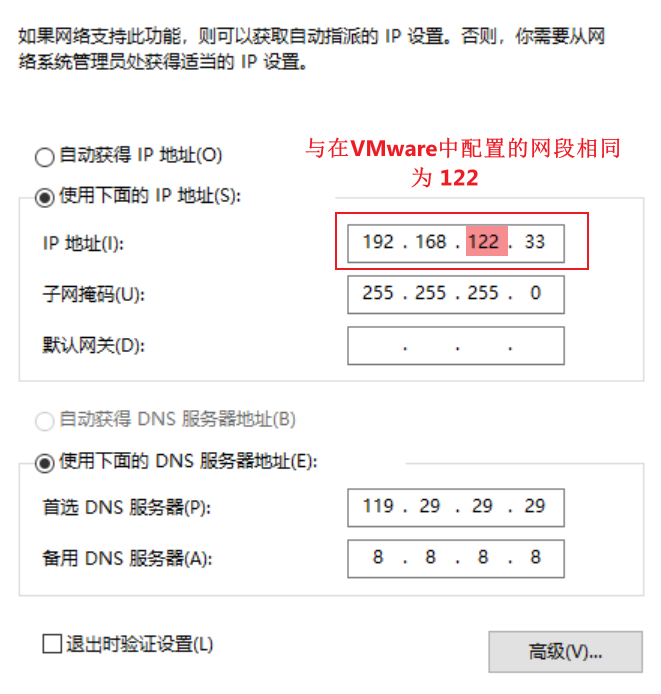 如果网络支持此功能，则可以获取自动指派的 IP 设置。否则，你需要从网
络系统管理员处获得适当的 IP 设置。
自动获得 IP 地址(O)
与在VMware中配置的网段相同
为 122
使用下面的 IP 地址(S):
IP 地址(I):
192 . 168 . 122 . 33
子网掩码(U):
255 . 255 . 255 . 0
默认网关(D):
. . .
自动获得 DNS 服务器地址(B)
使用下面的 DNS 服务器地址(E):
首选 DNS 服务器(P):
119 . 29 . 29 . 29
备用 DNS 服务器(A):
8 . 8 . 8 . 8
退出时验证设置(L)
高级(V)...